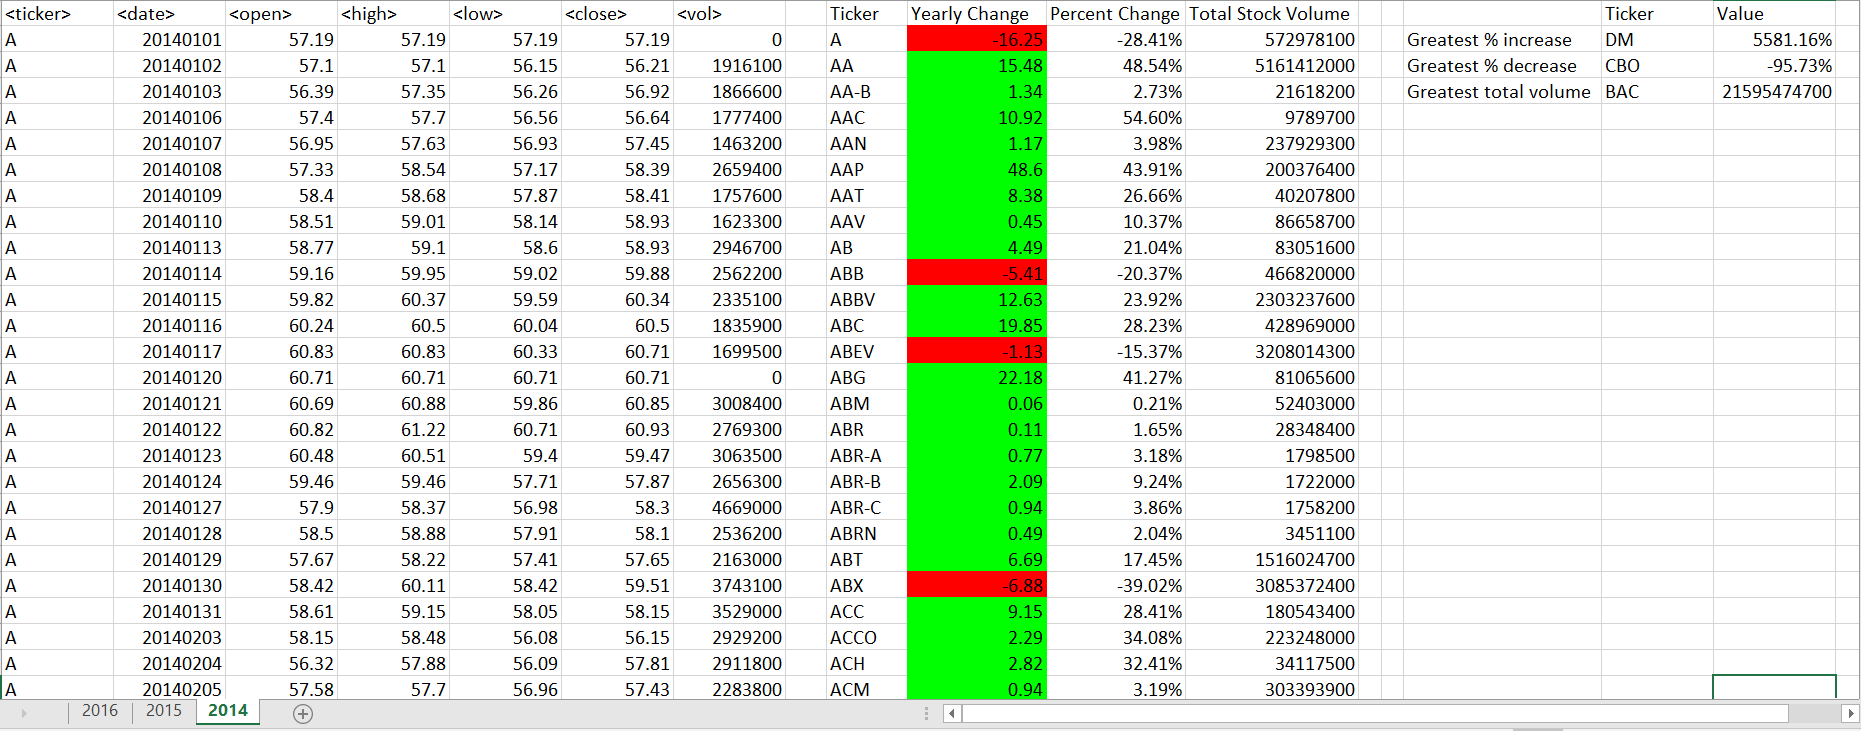 <ticker> <date> <open> <high> <low> <close> <vol> Ticker Yearly Change Percent Change Total Stock Volume Ticker Value
A 20140101 57.19 57.19 57.19 57.19 0 A -16.25 -28.41% 572978100 Greatest % increase DM 5581.16%
A 20140102 57.1 57.1 56.15 56.21 1916100 AA 15.48 48.54% 5161412000 Greatest % decrease CBO -95.73%
A 20140103 56.39 57.35 56.26 56.92 1866600 AA-B 1.34 2.73% 21618200 Greatest total volume BAC 21595474700
A 20140106 57.4 57.7 56.56 56.64 1777400 AAC 10.92 54.60% 9789700
A 20140107 56.95 57.63 56.93 57.45 1463200 AAN 1.17 3.98% 237929300
A 20140108 57.33 58.54 57.17 58.39 2659400 AAP 48.6 43.91% 200376400
A 20140109 58.4 58.68 57.87 58.41 1757600 AAT 8.38 26.66% 40207800
A 20140110 58.51 59.01 58.14 58.93 1623300 AAV 0.45 10.37% 86658700
A 20140113 58.77 59.1 58.6 58.93 2946700 AB 4.49 21.04% 83051600
A 20140114 59.16 59.95 59.02 59.88 2562200 ABB -5.41 -20.37% 466820000
A 20140115 59.82 60.37 59.59 60.34 2335100 ABBV 12.63 23.92% 2303237600
A 20140116 60.24 60.5 60.04 60.5 1835900 ABC 19.85 28.23% 428969000
A 20140117 60.83 60.83 60.33 60.71 1699500 ABEV -1.13 -15.37% 3208014300
A 20140120 60.71 60.71 60.71 60.71 0 ABG 22.18 41.27% 81065600
A 20140121 60.69 60.88 59.86 60.85 3008400 ABM 0.06 0.21% 52403000
A 20140122 60.82 61.22 60.71 60.93 2769300 ABR 0.11 1.65% 28348400
A 20140123 60.48 60.51 59.4 59.47 3063500 ABR-A 0.77 3.18% 1798500
A 20140124 59.46 59.46 57.71 57.87 2656300 ABR-B 2.09 9.24% 1722000
A 20140127 57.9 58.37 56.98 58.3 4669000 ABR-C 0.94 3.86% 1758200
A 20140128 58.5 58.88 57.91 58.1 2536200 ABRN 0.49 2.04% 3451100
A 20140129 57.67 58.22 57.41 57.65 2163000 ABT 6.69 17.45% 1516024700
A 20140130 58.42 60.11 58.42 59.51 3743100 ABX -6.88 -39.02% 3085372400
A 20140131 58.61 59.15 58.05 58.15 3529000 ACC 9.15 28.41% 180543400
A 20140203 58.15 58.48 56.08 56.15 2929200 ACCO 2.29 34.08% 223248000
A 20140204 56.32 57.88 56.09 57.81 2911800 ACH 2.82 32.41% 34117500
A 20140205 57.58 57.7 56.96 57.43 2283800 ACM 0.94 3.19% 303393900
2016 2015 2014